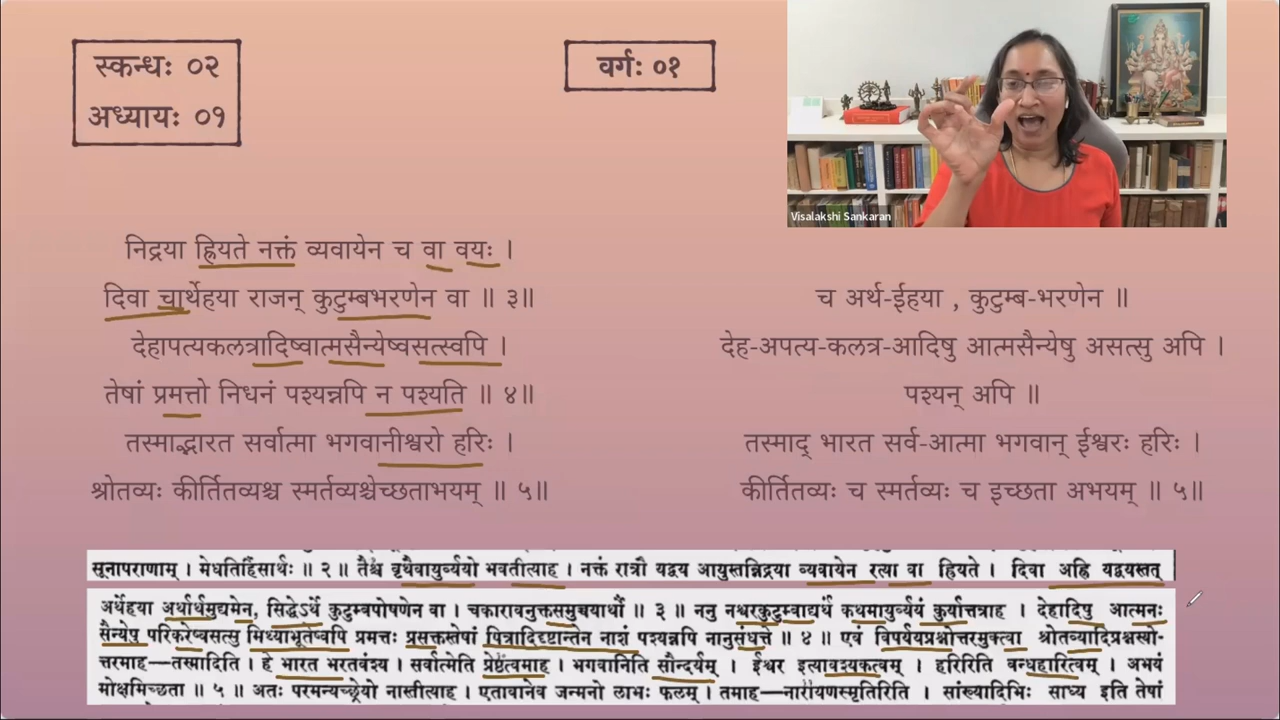 स्कन्धः ०२
अध्यायः ०१
वर्गः ०१
Visalakshi Sankaran
निद्रया ह्रियते नक्तं व्यवायेन च वा वयः ।
दिवा चार्थेहया राजन् कुटुम्बभरणेन वा ॥ ३॥
देहापत्यकलत्रादिष्वात्मसैन्येष्वसत्स्वपि ।
तेषां प्रमत्तो निधनं पश्यन्नपि न पश्यति ॥ ४॥
तस्माद्भारत सर्वात्मा भगवानीश्वरो हरिः ।
श्रोतव्यः कीर्तितव्यश्च स्मर्तव्यश्चेच्छताभयम् ॥ ५॥
च अर्थ-ईहया , कुटुम्ब-भरणेन ॥
देह-अपत्य-कलत्र-आदिषु आत्मसैन्येषु असत्सु अपि ।
पश्यन् अपि ॥
तस्माद् भारत सर्व-आत्मा भगवान् ईश्वरः हरिः ।
कीर्तितव्यः च स्मर्तव्यः च इच्छता अभयम् ॥ ५॥
सूनापराणाम् । मेधतिर्हिंसार्थः ॥ २ ॥ तैश्च वृथैवायुर्व्ययो भवतीत्याह । नक्तं रात्रौ यद्वय आयुस्तन्निद्रया व्यवायेन रत्या वा ह्रियते । दिवा अह्नि यद्वयस्तत्
अर्थेहया अर्थार्थमुद्यमेन, सिद्धेऽर्थे कुटुम्बपोषणेन वा । चकारावनुक्तसमुच्चयार्थौ ॥ ३ ॥ ननु नश्वरकुटुम्बाद्यर्थं कथमायुर्व्ययं कुर्यात्तत्राह । देहादिषु आत्मनः
सैन्येषु परिकरेष्वसत्सु मिथ्याभूतेष्वपि प्रमत्तः प्रसक्तस्तेषां पित्रादिदृष्टान्तेन नाशं पश्यन्नपि नानुसंधत्ते ॥ ४ ॥ एवं विपर्ययप्रश्नोत्तरमुक्त्वा श्रोतव्यादिप्रश्नस्यो-
त्तरमाह—तस्मादिति । हे भारत भरतवंश्य । सर्वात्मेति प्रेष्ठत्वमाह । भगवानिति सौन्दर्यम् । ईश्वर इत्यावश्यकत्वम् । हरिरिति बन्धहारित्वम् । अभयं
मोक्षमिच्छता ॥ ५ ॥ अतः परमन्यच्छ्रेयो नास्तीत्याह । एतावानेव जन्मनो लाभः फलम् । तमाह—नारायणस्मृतिरिति । सांख्यादिभिः साध्य इति तेषां